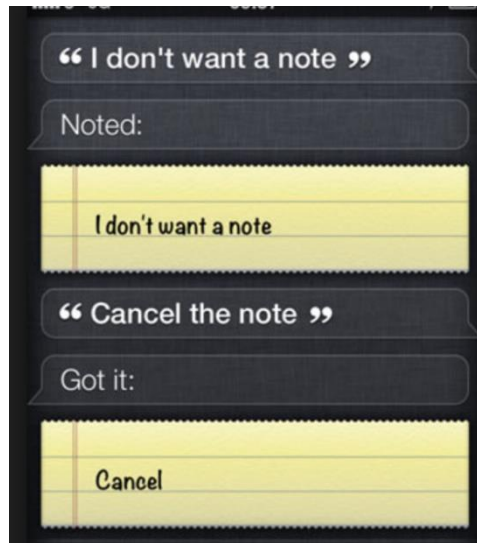 “ I don't want a note ”
Noted:
I don't want a note
“ Cancel the note ”
Got it:
Cancel